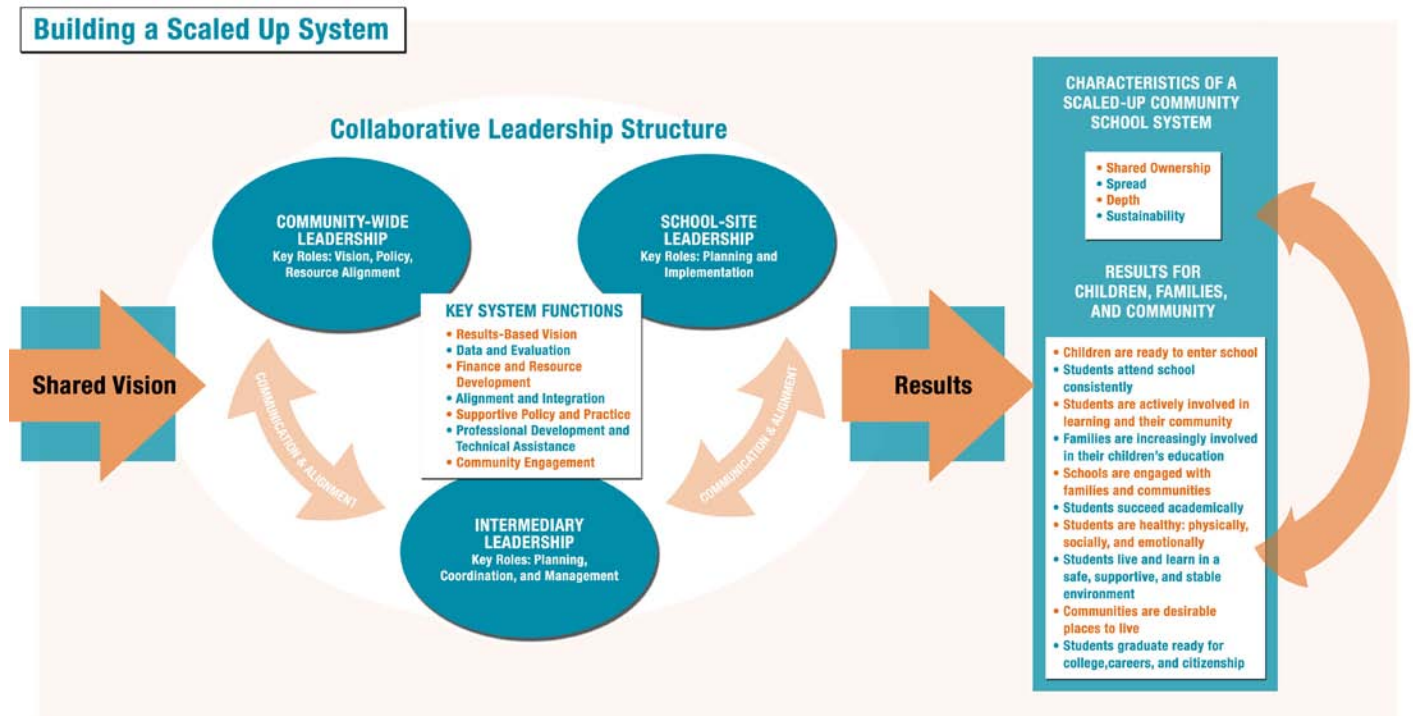 Building a Scaled Up System
Collaborative Leadership Structure
COMMUNITY-WIDE
LEADERSHIP
Key Roles: Vision, Policy,
Resource Alignment
SCHOOL-SITE
LEADERSHIP
Key Roles: Planning and
Implementation
Shared Vision
COMMUNICATION & ALIGNMENT
KEY SYSTEM FUNCTIONS
• Results-Based Vision
• Data and Evaluation
• Finance and Resource
Development
• Alignment and Integration
• Supportive Policy and Practice
• Professional Development and
Technical Assistance
• Community Engagement
COMMUNICATION & ALIGNMENT
INTERMEDIARY
LEADERSHIP
Key Roles: Planning,
Coordination, and Management
Results
CHARACTERISTICS OF A
SCALED-UP COMMUNITY
SCHOOL SYSTEM
• Shared Ownership
• Spread
• Depth
• Sustainability
RESULTS FOR
CHILDREN, FAMILIES,
AND COMMUNITY
• Children are ready to enter school
• Students attend school
consistently
• Students are actively involved in
learning and their community
• Families are increasingly involved
in their children's education
• Schools are engaged with
families and communities
• Students succeed academically
• Students are healthy: physically,
socially, and emotionally
• Students live and learn in a
safe, supportive, and stable
environment
• Communities are desirable
places to live
• Students graduate ready for
college,careers, and citizenship